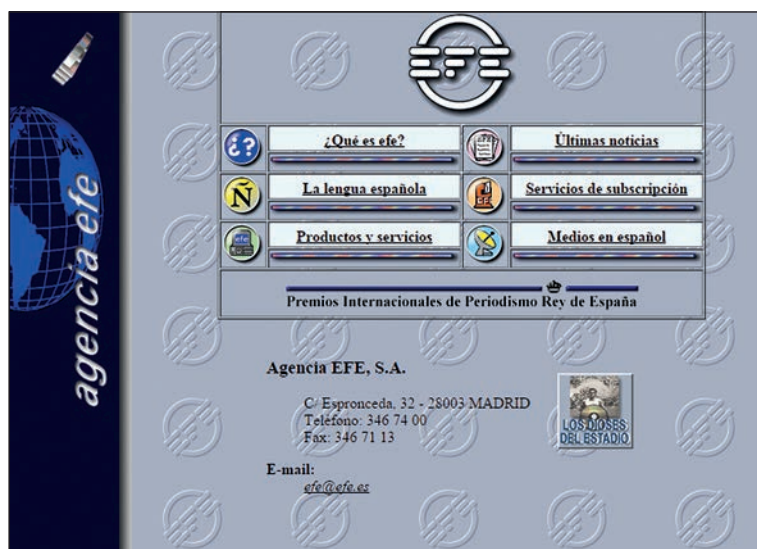 EFE
¿Qué es efe?
Últimas noticias
Ñ
La lengua española
Servicios de subscripción
efe
Productos y servicios
Medios en español
Premios Internacionales de Periodismo Rey de España
agencia efe
Agencia EFE, S.A.
C/ Espronceda, 32 - 28003 MADRID
Teléfono: 346 74 00
Fax: 346 71 13
LOS DIOSES
DEL ESTADIO
E-mail:
efe@efe.es